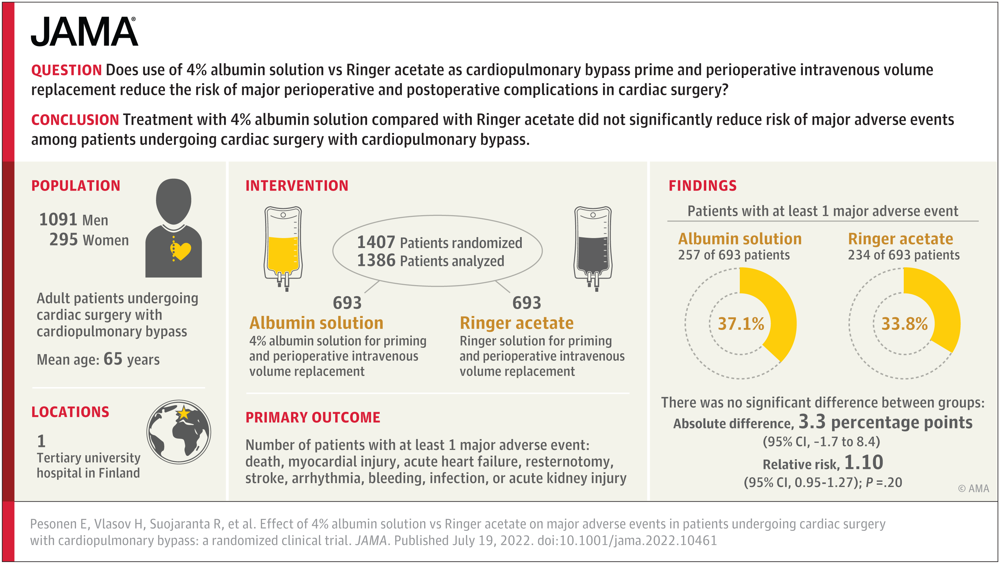 JAMA®
QUESTION Does use of 4% albumin solution vs Ringer acetate as cardiopulmonary bypass prime and perioperative intravenous volume
replacement reduce the risk of major perioperative and postoperative complications in cardiac surgery?
CONCLUSION Treatment with 4% albumin solution compared with Ringer acetate did not significantly reduce risk of major adverse events
among patients undergoing cardiac surgery with cardiopulmonary bypass.
POPULATION
1091 Men
295 Women
Adult patients undergoing
cardiac surgery with
cardiopulmonary bypass
Mean age: 65 years
LOCATIONS
1
Tertiary university
hospital in Finland
INTERVENTION
1407 Patients randomized
1386 Patients analyzed
693
Albumin solution
4% albumin solution for priming
and perioperative intravenous
volume replacement
693
Ringer acetate
Ringer solution for priming
and perioperative intravenous
volume replacement
PRIMARY OUTCOME
Number of patients with at least 1 major adverse event:
death, myocardial injury, acute heart failure, resternotomy,
stroke, arrhythmia, bleeding, infection, or acute kidney injury
FINDINGS
Patients with at least 1 major adverse event
Albumin solution
257 of 693 patients
37.1%
Ringer acetate
234 of 693 patients
33.8%
There was no significant difference between groups:
Absolute difference, 3.3 percentage points
(95% CI, –1.7 to 8.4)
Relative risk, 1.10
(95% CI, 0.95-1.27); P =.20
© AMA
Pesonen E, Vlasov H, Suojaranta R, et al. Effect of 4% albumin solution vs Ringer acetate on major adverse events in patients undergoing cardiac surgery
with cardiopulmonary bypass: a randomized clinical trial. JAMA. Published July 19, 2022. doi:10.1001/jama.2022.10461